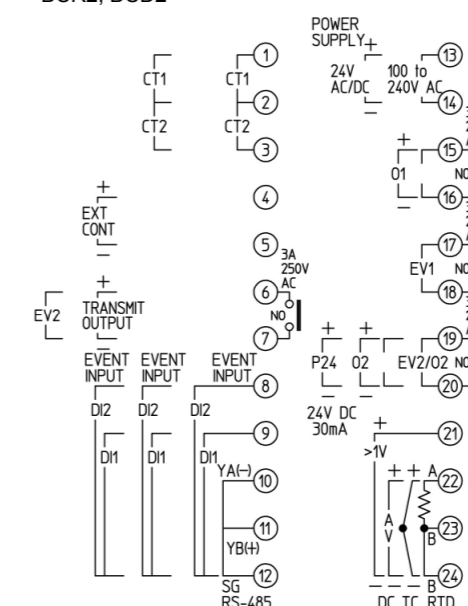 POWER
SUPPLY +
①
⑬
CT1
CT1
24V
AC/DC
100 to
240V AC
②
⑭
−
CT2
CT2
③
+
⑮
O1
NO
+
EXT
CONT
−
④
−
⑯
⑤
⑰
3A
250V
AC
EV1
NO
EV2
+
TRANSMIT
OUTPUT
−
⑥
NO
⑦
⑱
+
+
⑲
P24
O2
EV2/O2
NO
−
−
⑳
24V DC
30mA
EVENT
INPUT
EVENT
INPUT
EVENT
INPUT
⑧
DI2
DI2
DI2
⑨
+
㉑
>1V
DI1
DI1
DI1
YA(−)
⑩
+
+
A
㉒
A
V
⑪
YB(+)
B
㉓
⑫
SG
RS-485
−
−
−
B
㉔
DC
TC
RTD